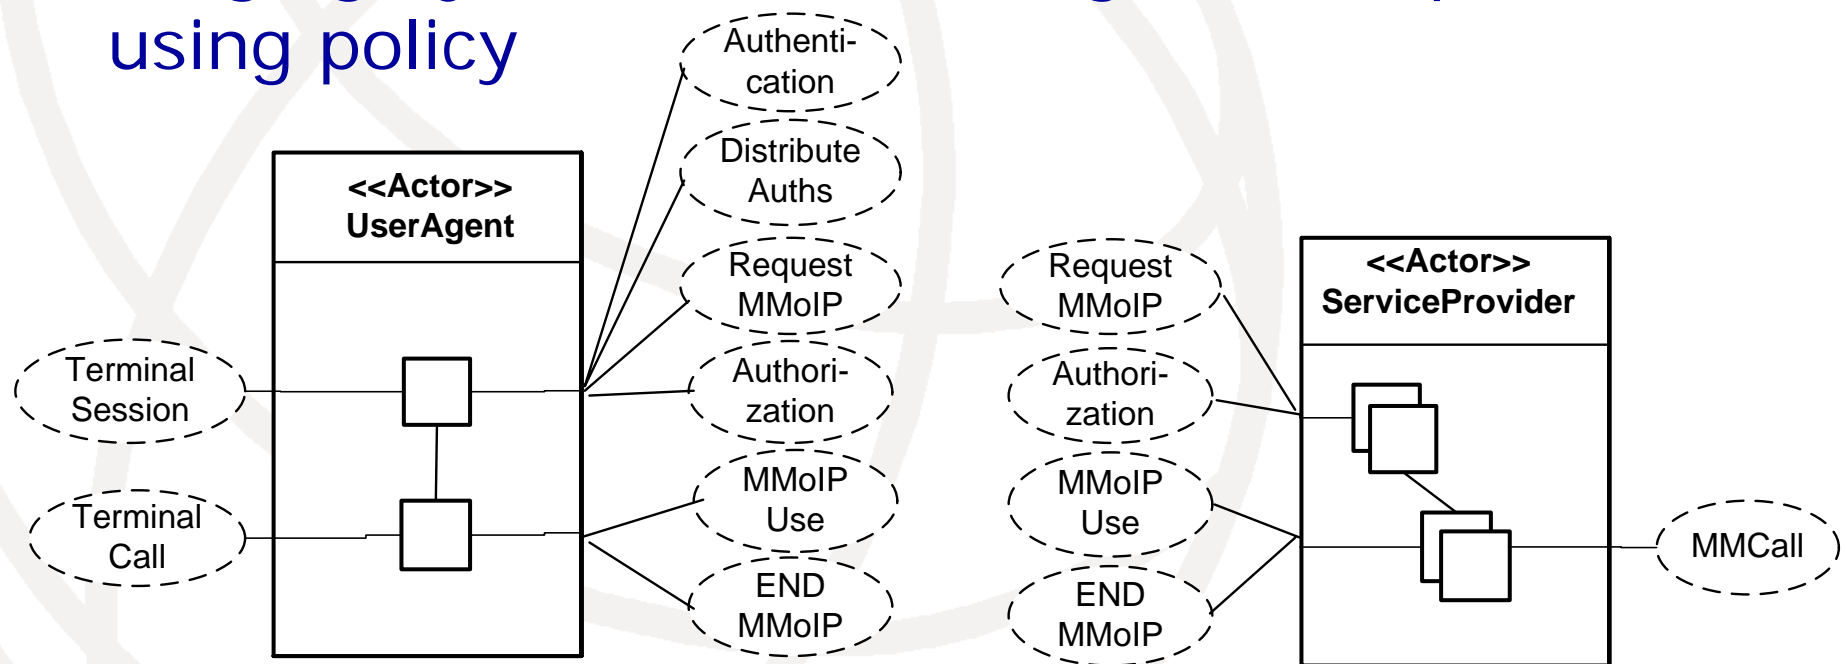 using policy
Authenti-
cation
Distribute
Auths
<<Actor>>
UserAgent
Request
MMoIP
Terminal
Session
Authori-
zation
Terminal
Call
MMoIP
Use
END
MMoIP
Request
MMoIP
<<Actor>>
ServiceProvider
Authori-
zation
MMoIP
Use
END
MMoIP
MMCall